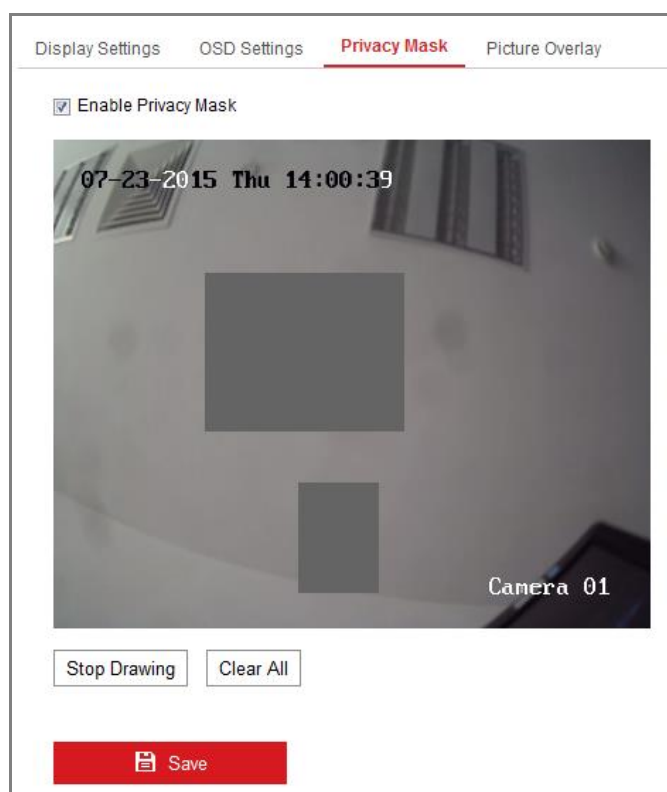 Display Settings OSD Settings Privacy Mask Picture Overlay
Enable Privacy Mask
07-23-2015 Thu 14:00:39
Camera 01
Stop Drawing Clear All
Save